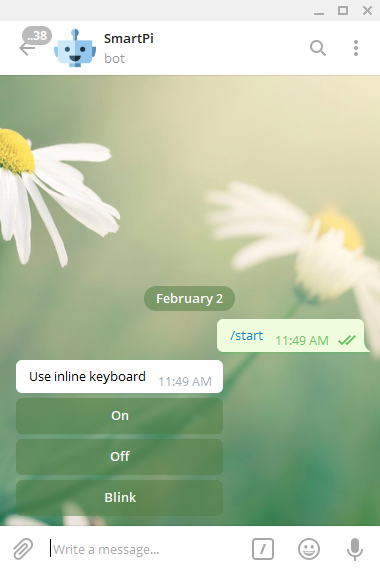 ..38
SmartPi
bot
February 2
/start 11:49 AM
Use inline keyboard 11:49 AM
On
Off
Blink
Write a message...
/